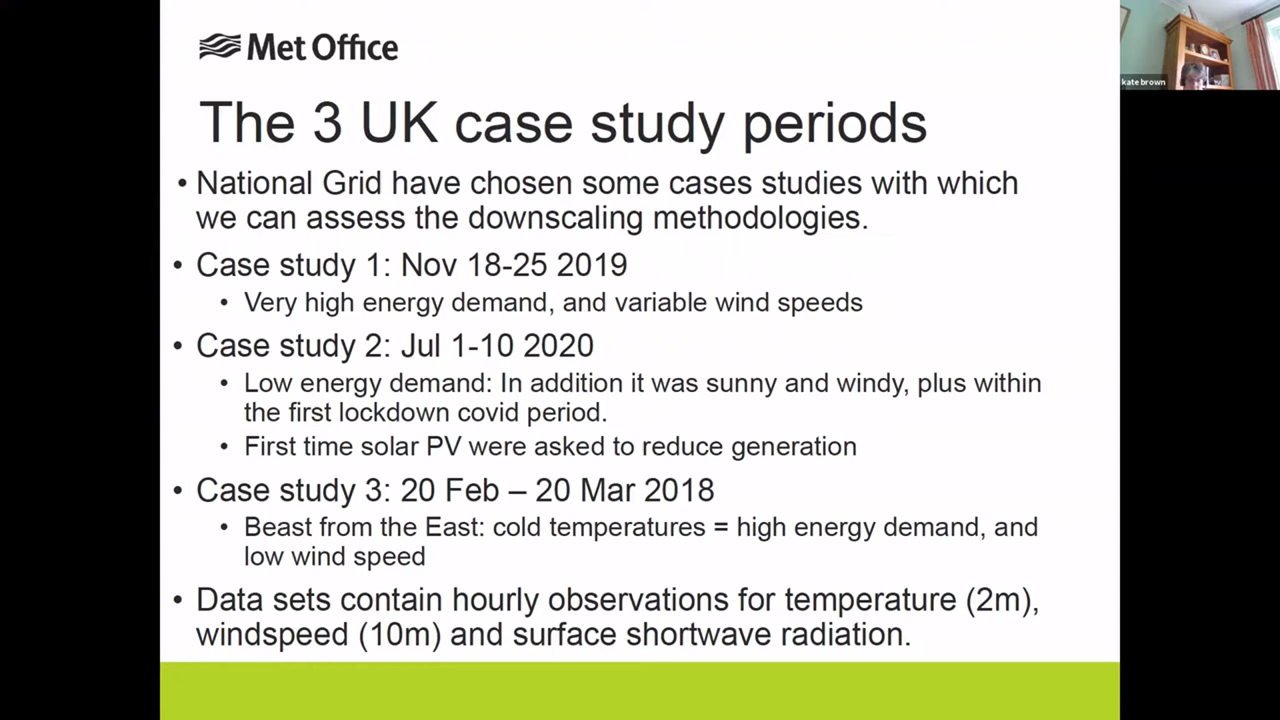 Met Office
kate brown
The 3 UK case study periods
• National Grid have chosen some cases studies with which
we can assess the downscaling methodologies.
• Case study 1: Nov 18-25 2019
• Very high energy demand, and variable wind speeds
• Case study 2: Jul 1-10 2020
• Low energy demand: In addition it was sunny and windy, plus within
the first lockdown covid period.
• First time solar PV were asked to reduce generation
• Case study 3: 20 Feb – 20 Mar 2018
• Beast from the East: cold temperatures = high energy demand, and
low wind speed
• Data sets contain hourly observations for temperature (2m),
windspeed (10m) and surface shortwave radiation.